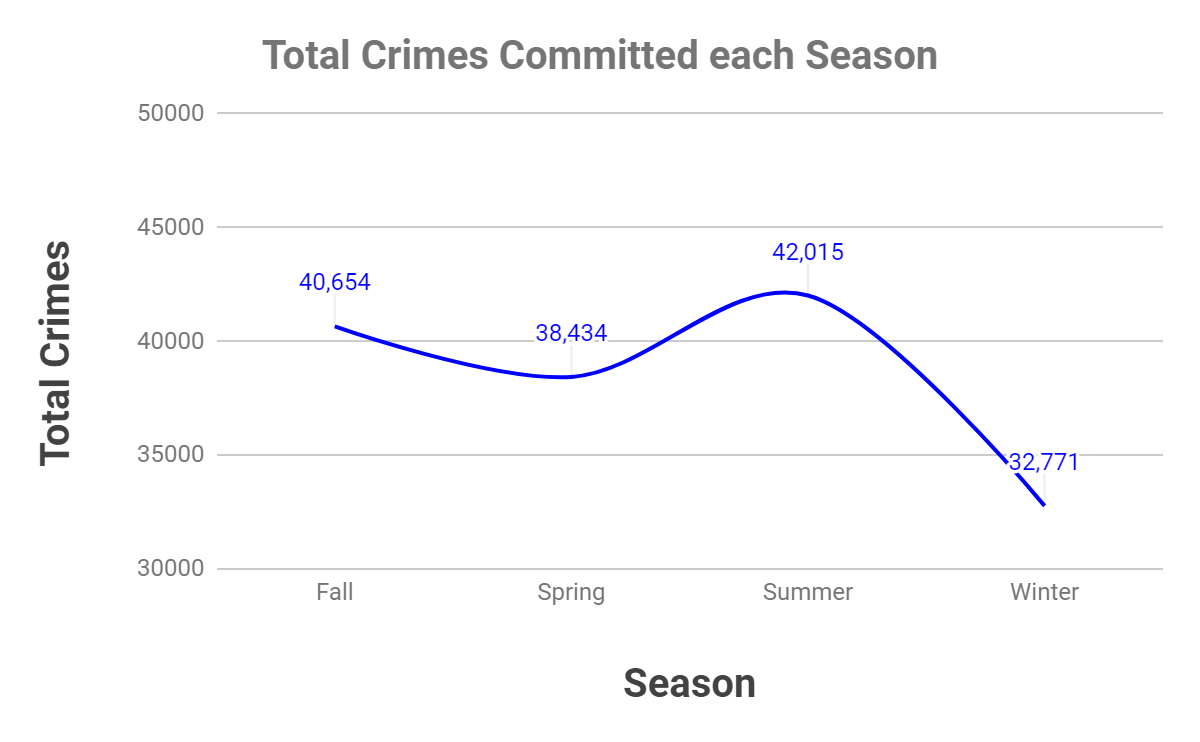 Total Crimes Committed each Season
Total Crimes
50000
45000
40000
35000
30000
40,654
38,434
42,015
32,771
Fall Spring Summer Winter
Season